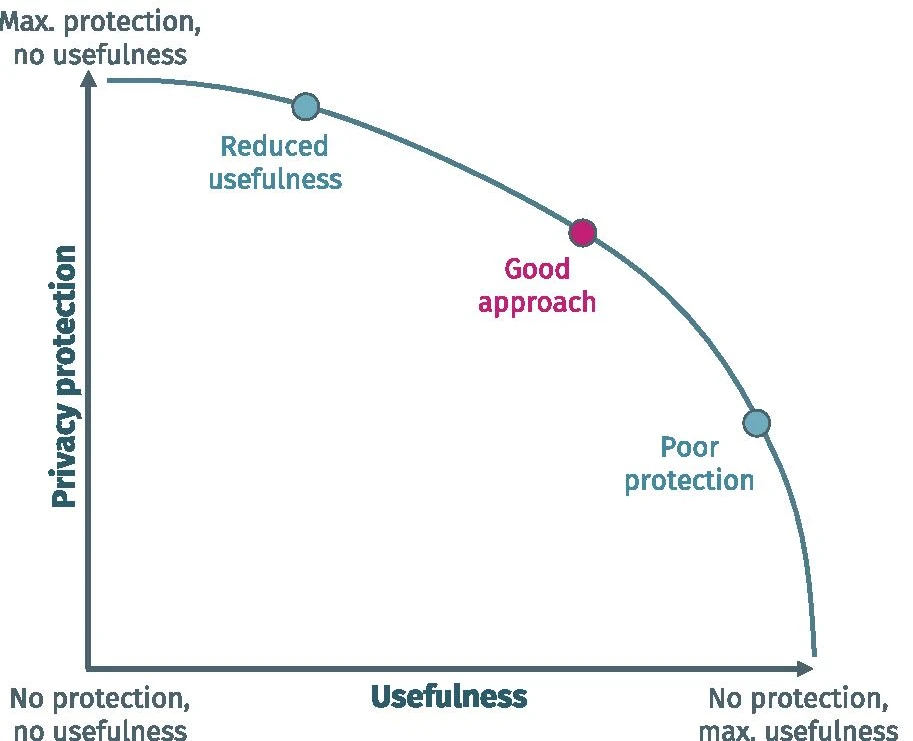 Max. protection,
no usefulness
Reduced
usefulness
Good
approach
Privacy protection
Poor
protection
No protection,
no usefulness
Usefulness
No protection,
max. usefulness